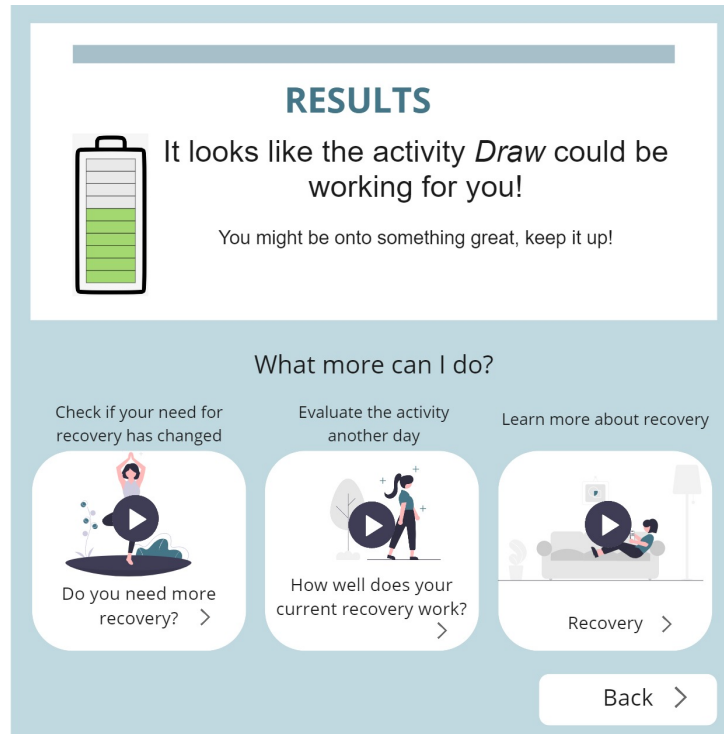 RESULTS
It looks like the activity Draw could be
working for you!
You might be onto something great, keep it up!
What more can I do?
Check if your need for
recovery has changed
Do you need more
recovery?
Evaluate the activity
another day
How well does your
current recovery work?
Learn more about recovery
Recovery
Back